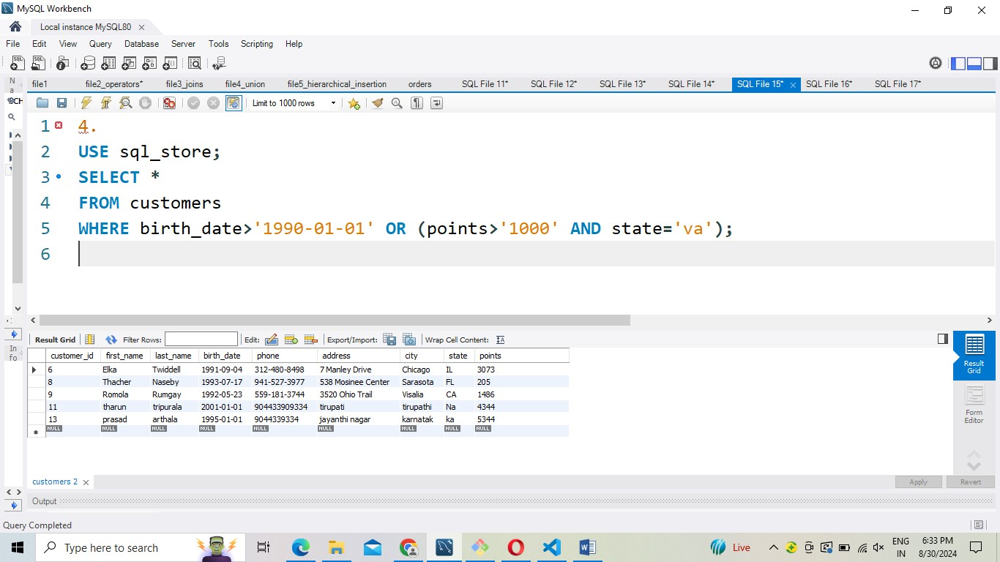 MySQL Workbench
Local instance MySQL80
File Edit View Query Database Server Tools Scripting Help
file1 file2_operators* file3_joins file4_union file5_hierarchical_insertion orders SQL File 11* SQL File 12* SQL File 13* SQL File 14* SQL File 15* SQL File 16* SQL File 17*
Limit to 1000 rows
1 4.
2 USE sql_store;
3 SELECT *
4 FROM customers
5 WHERE birth_date>'1990-01-01' OR (points>'1000' AND state='va');
6
Result Grid Filter Rows: Edit: Export/Import: Wrap Cell Content:
customer_id first_name last_name birth_date phone address city state points
6 Elka Twiddell 1991-09-04 312-480-8498 7 Manley Drive Chicago IL 3073
8 Thacher Naseby 1993-07-17 941-527-3977 538 Mosinee Center Sarasota FL 205
9 Romola Rumgay 1992-05-23 559-181-3744 3520 Ohio Trail Visalia CA 1486
11 tharun tripurala 2001-01-01 904433909334 tirupati tirupathi Na 4344
13 prasad arthala 1995-01-01 9044339334 jayanthi nagar karnatak ka 5344
NULL NULL NULL NULL NULL NULL NULL NULL NULL
Result
Grid
Form
Editor
customers 2
Apply Revert
Output
Query Completed
Type here to search
Live
ENG
IN
6:33 PM
8/30/2024